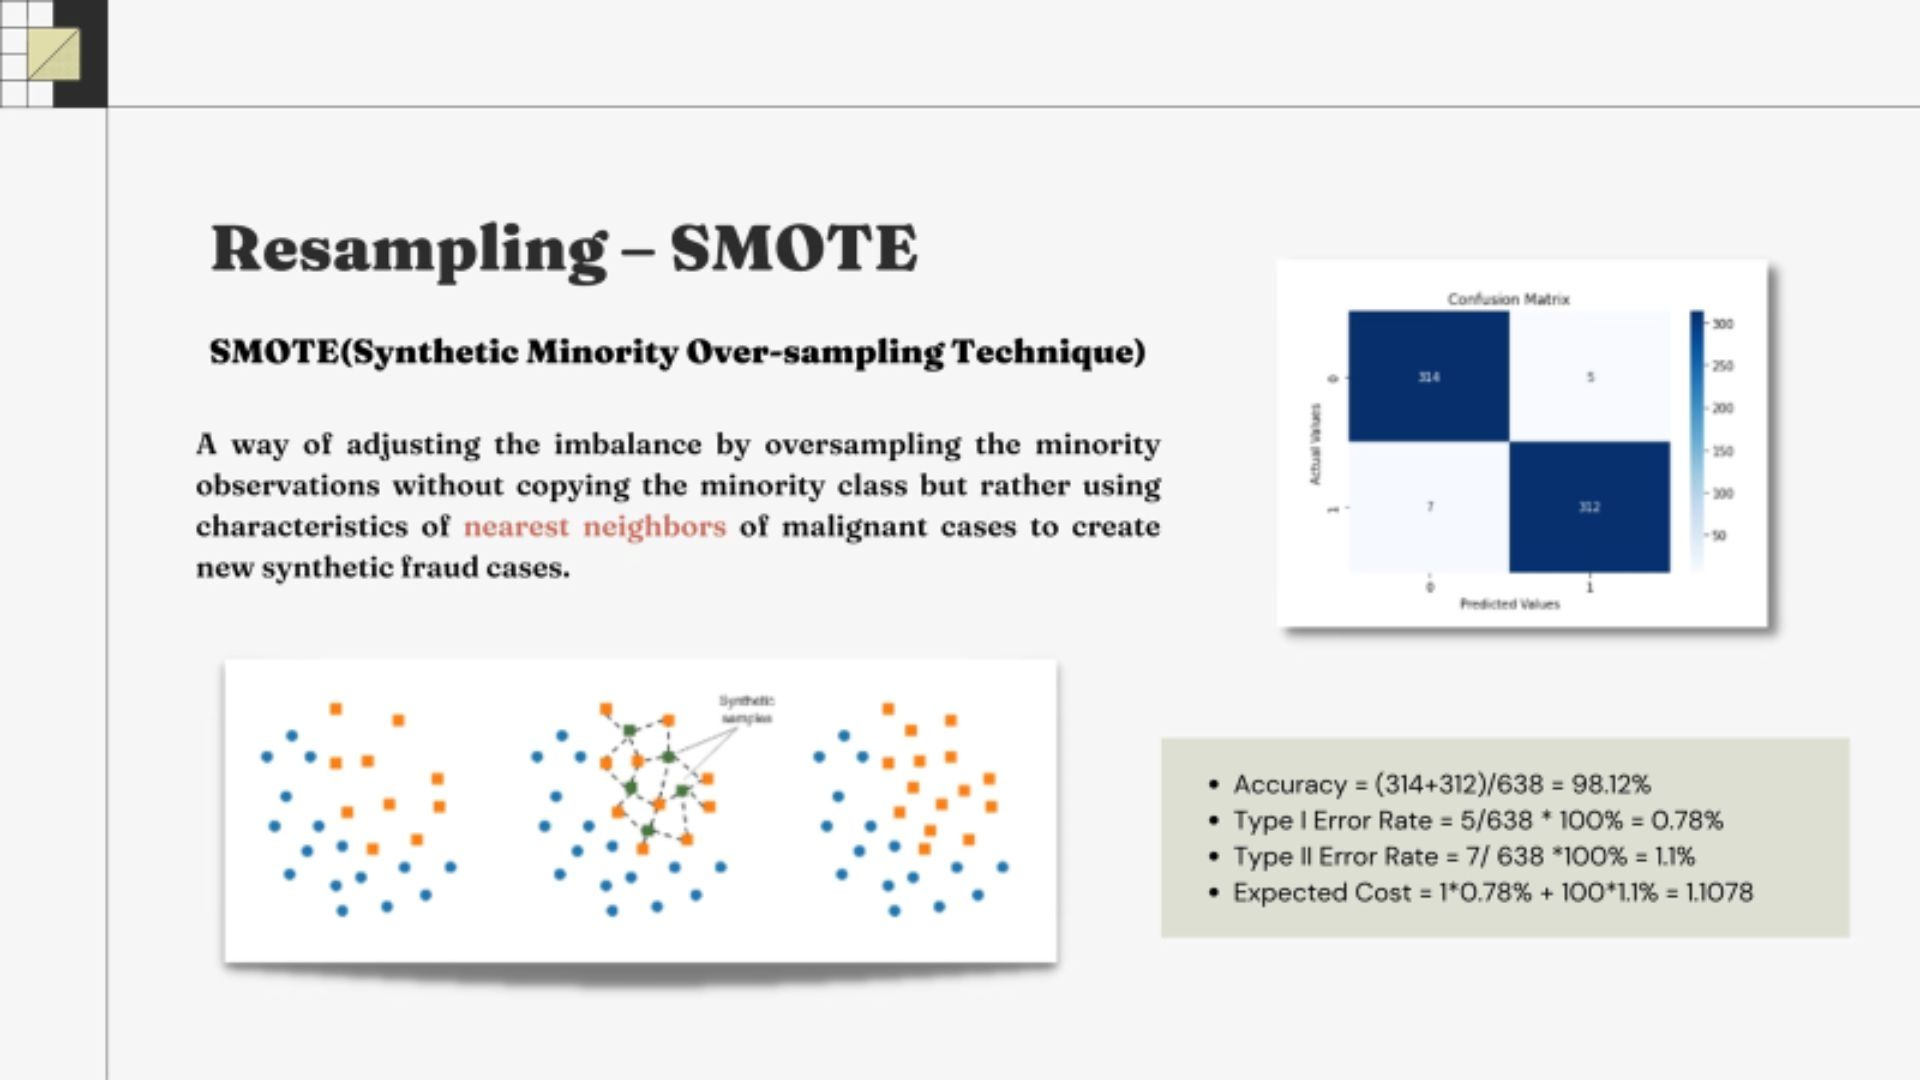 Resampling – SMOTE
SMOTE(Synthetic Minority Over-sampling Technique)
A way of adjusting the imbalance by oversampling the minority
observations without copying the minority class but rather using
characteristics of nearest neighbors of malignant cases to create
new synthetic fraud cases.
Synthetic
samples
Confusion Matrix
314
5
7
312
0
1
Actual Values
0
1
Predicted Values
300
250
200
150
100
50
• Accuracy = (314+312)/638 = 98.12%
• Type I Error Rate = 5/638 * 100% = 0.78%
• Type II Error Rate = 7/ 638 *100% = 1.1%
• Expected Cost = 1*0.78% + 100*1.1% = 1.1078